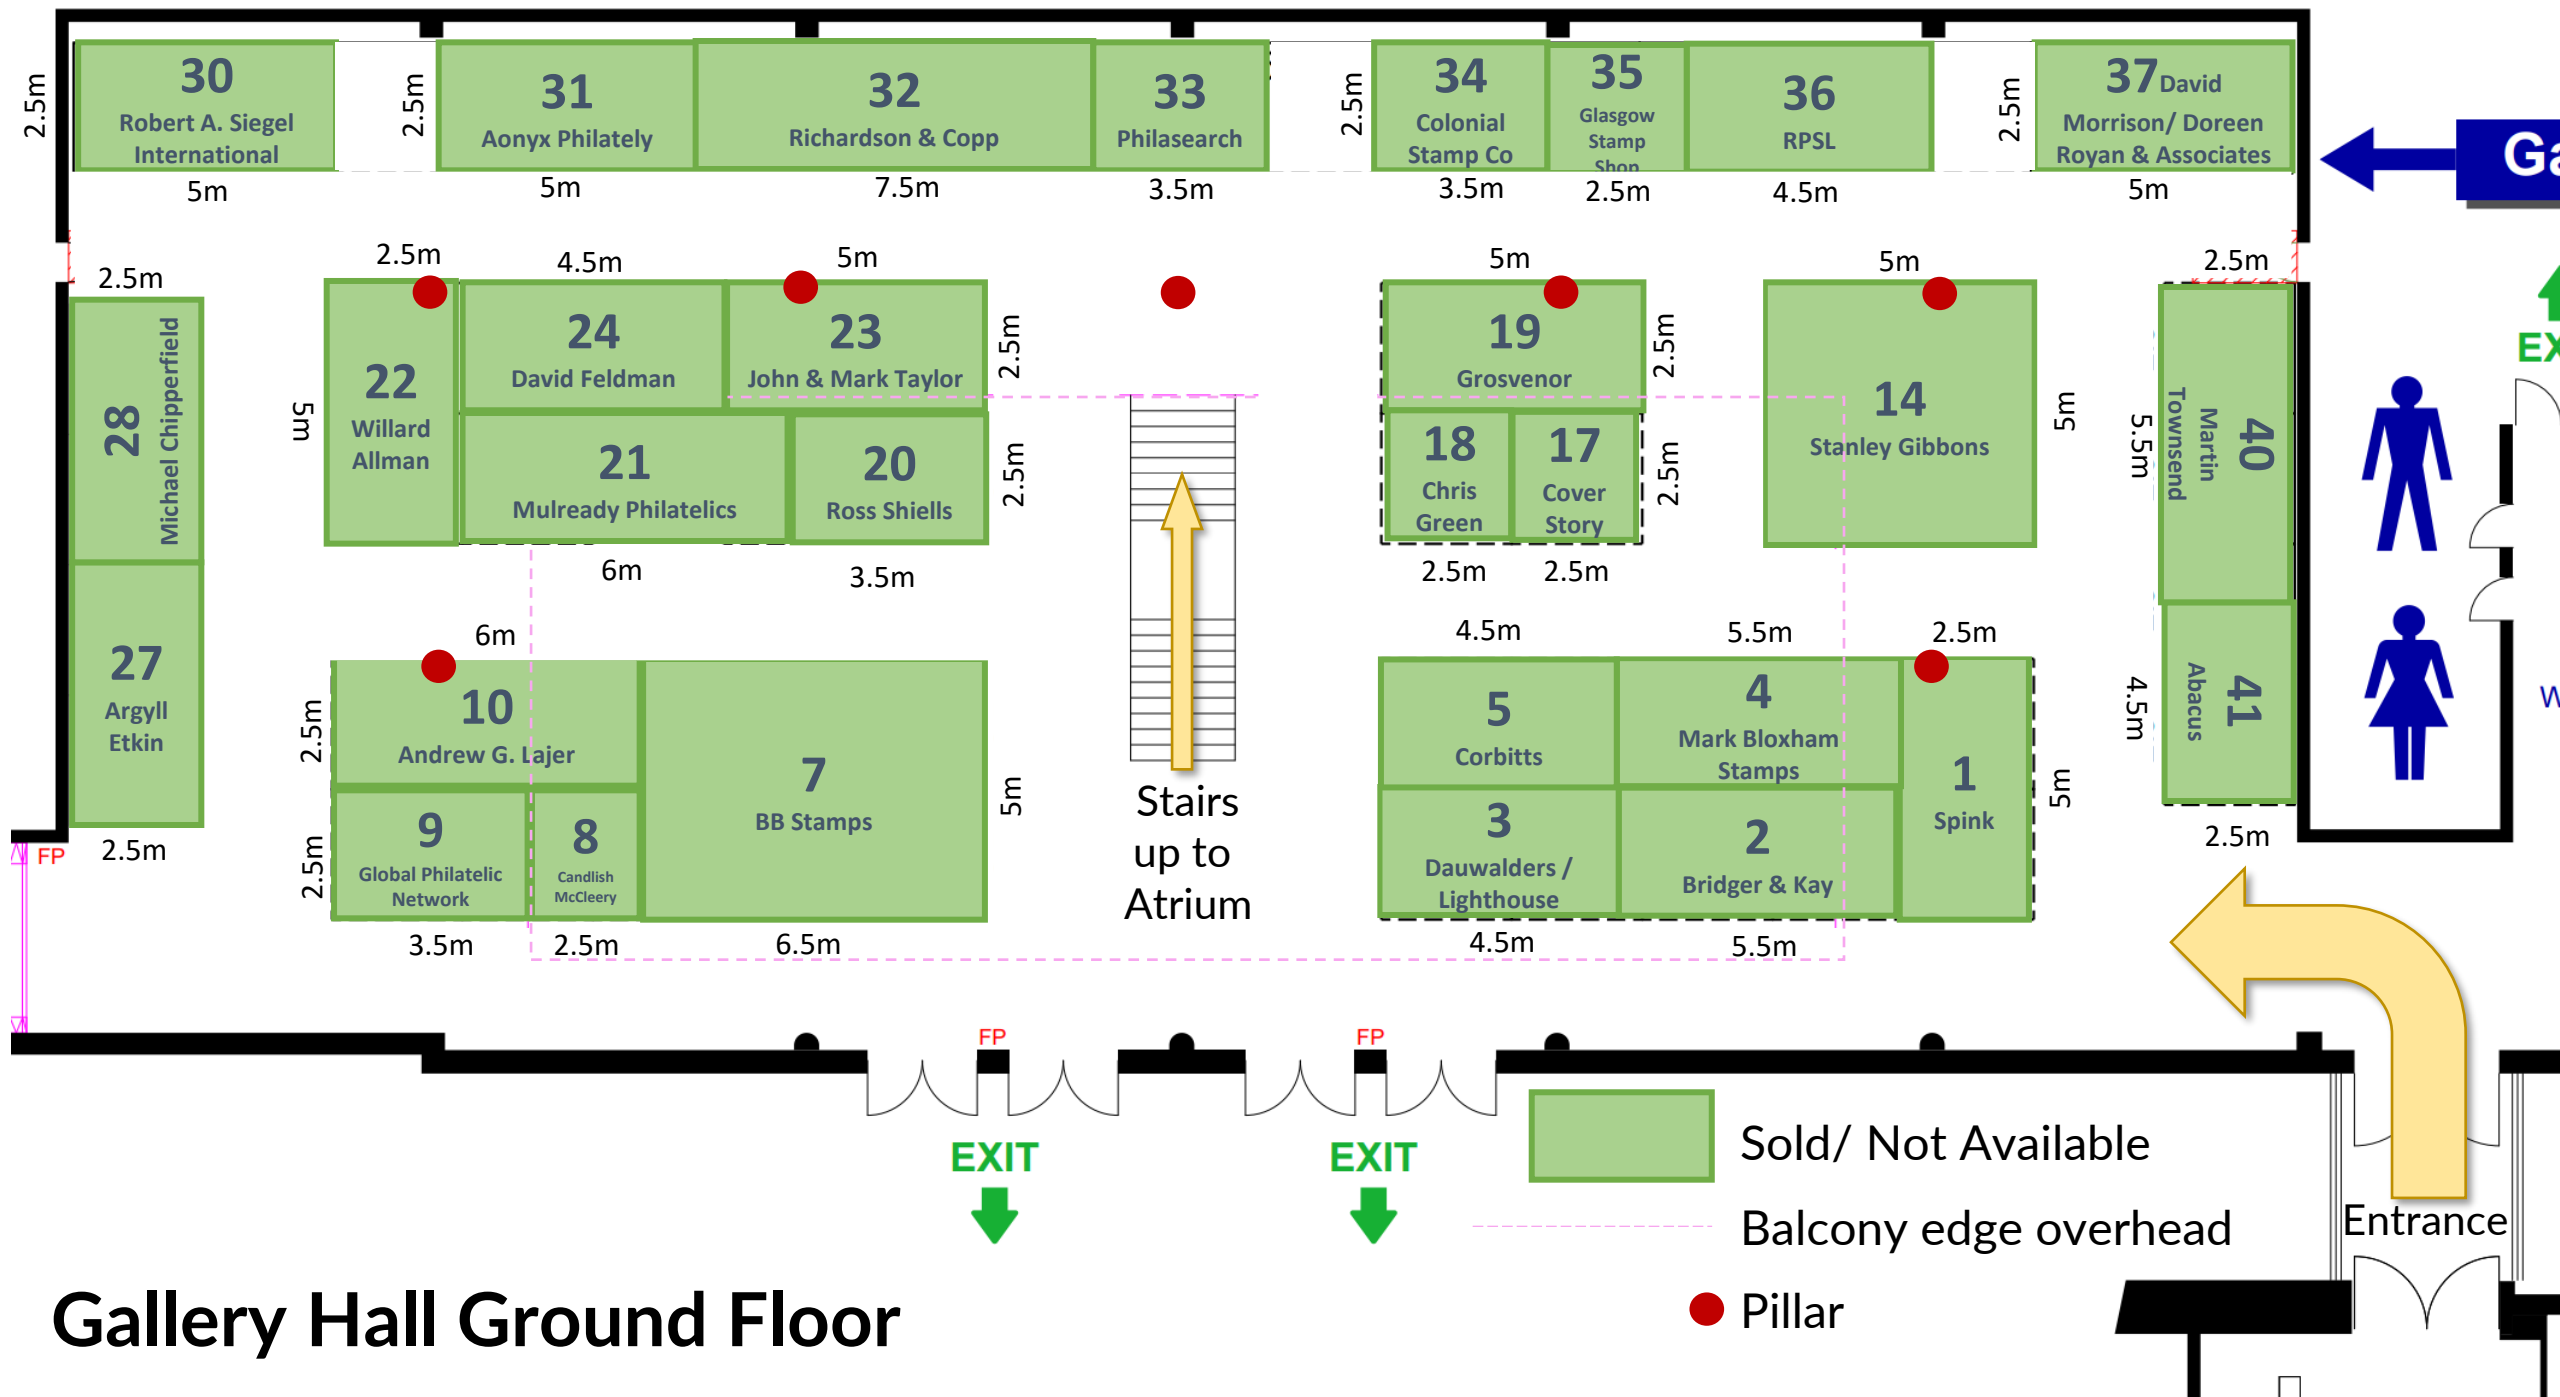 30
Robert A. Siegel
International
31
Aonyx Philately
32
Richardson & Copp
33
Philasearch
34
Colonial
Stamp Co
35
Glasgow
Stamp
Shop
36
RPSL
37 David
Morrison/ Doreen
Royan & Associates
2.5m
2.5m
2.5m
2.5m
5m
5m
7.5m
3.5m
3.5m
2.5m
4.5m
5m
Ga
2.5m
2.5m
4.5m
5m
5m
5m
2.5m
28
Michael Chipperfield
22
Willard
Allman
24
David Feldman
23
John & Mark Taylor
2.5m
19
Grosvenor
2.5m
14
Stanley Gibbons
5m
5m
21
Mulready Philatelics
20
Ross Shiells
2.5m
18
Chris
Green
17
Cover
Story
2.5m
5.5m
40
Martin
Townsend
EX
6m
3.5m
2.5m
2.5m
27
Argyll
Etkin
2.5m
6m
4.5m
5.5m
2.5m
2.5m
10
Andrew G. Lajer
7
BB Stamps
5m
5
Corbitts
4
Mark Bloxham
Stamps
1
Spink
5m
4.5m
41
Abacus
2.5m
W
2.5m
9
Global Philatelic
Network
8
Candlish
McCleery
3
Dauwalders /
Lighthouse
2
Bridger & Kay
3.5m
2.5m
6.5m
4.5m
5.5m
Stairs
up to
Atrium
FP
FP
FP
EXIT
EXIT
Sold/ Not Available
Balcony edge overhead
Pillar
Entrance
Gallery Hall Ground Floor